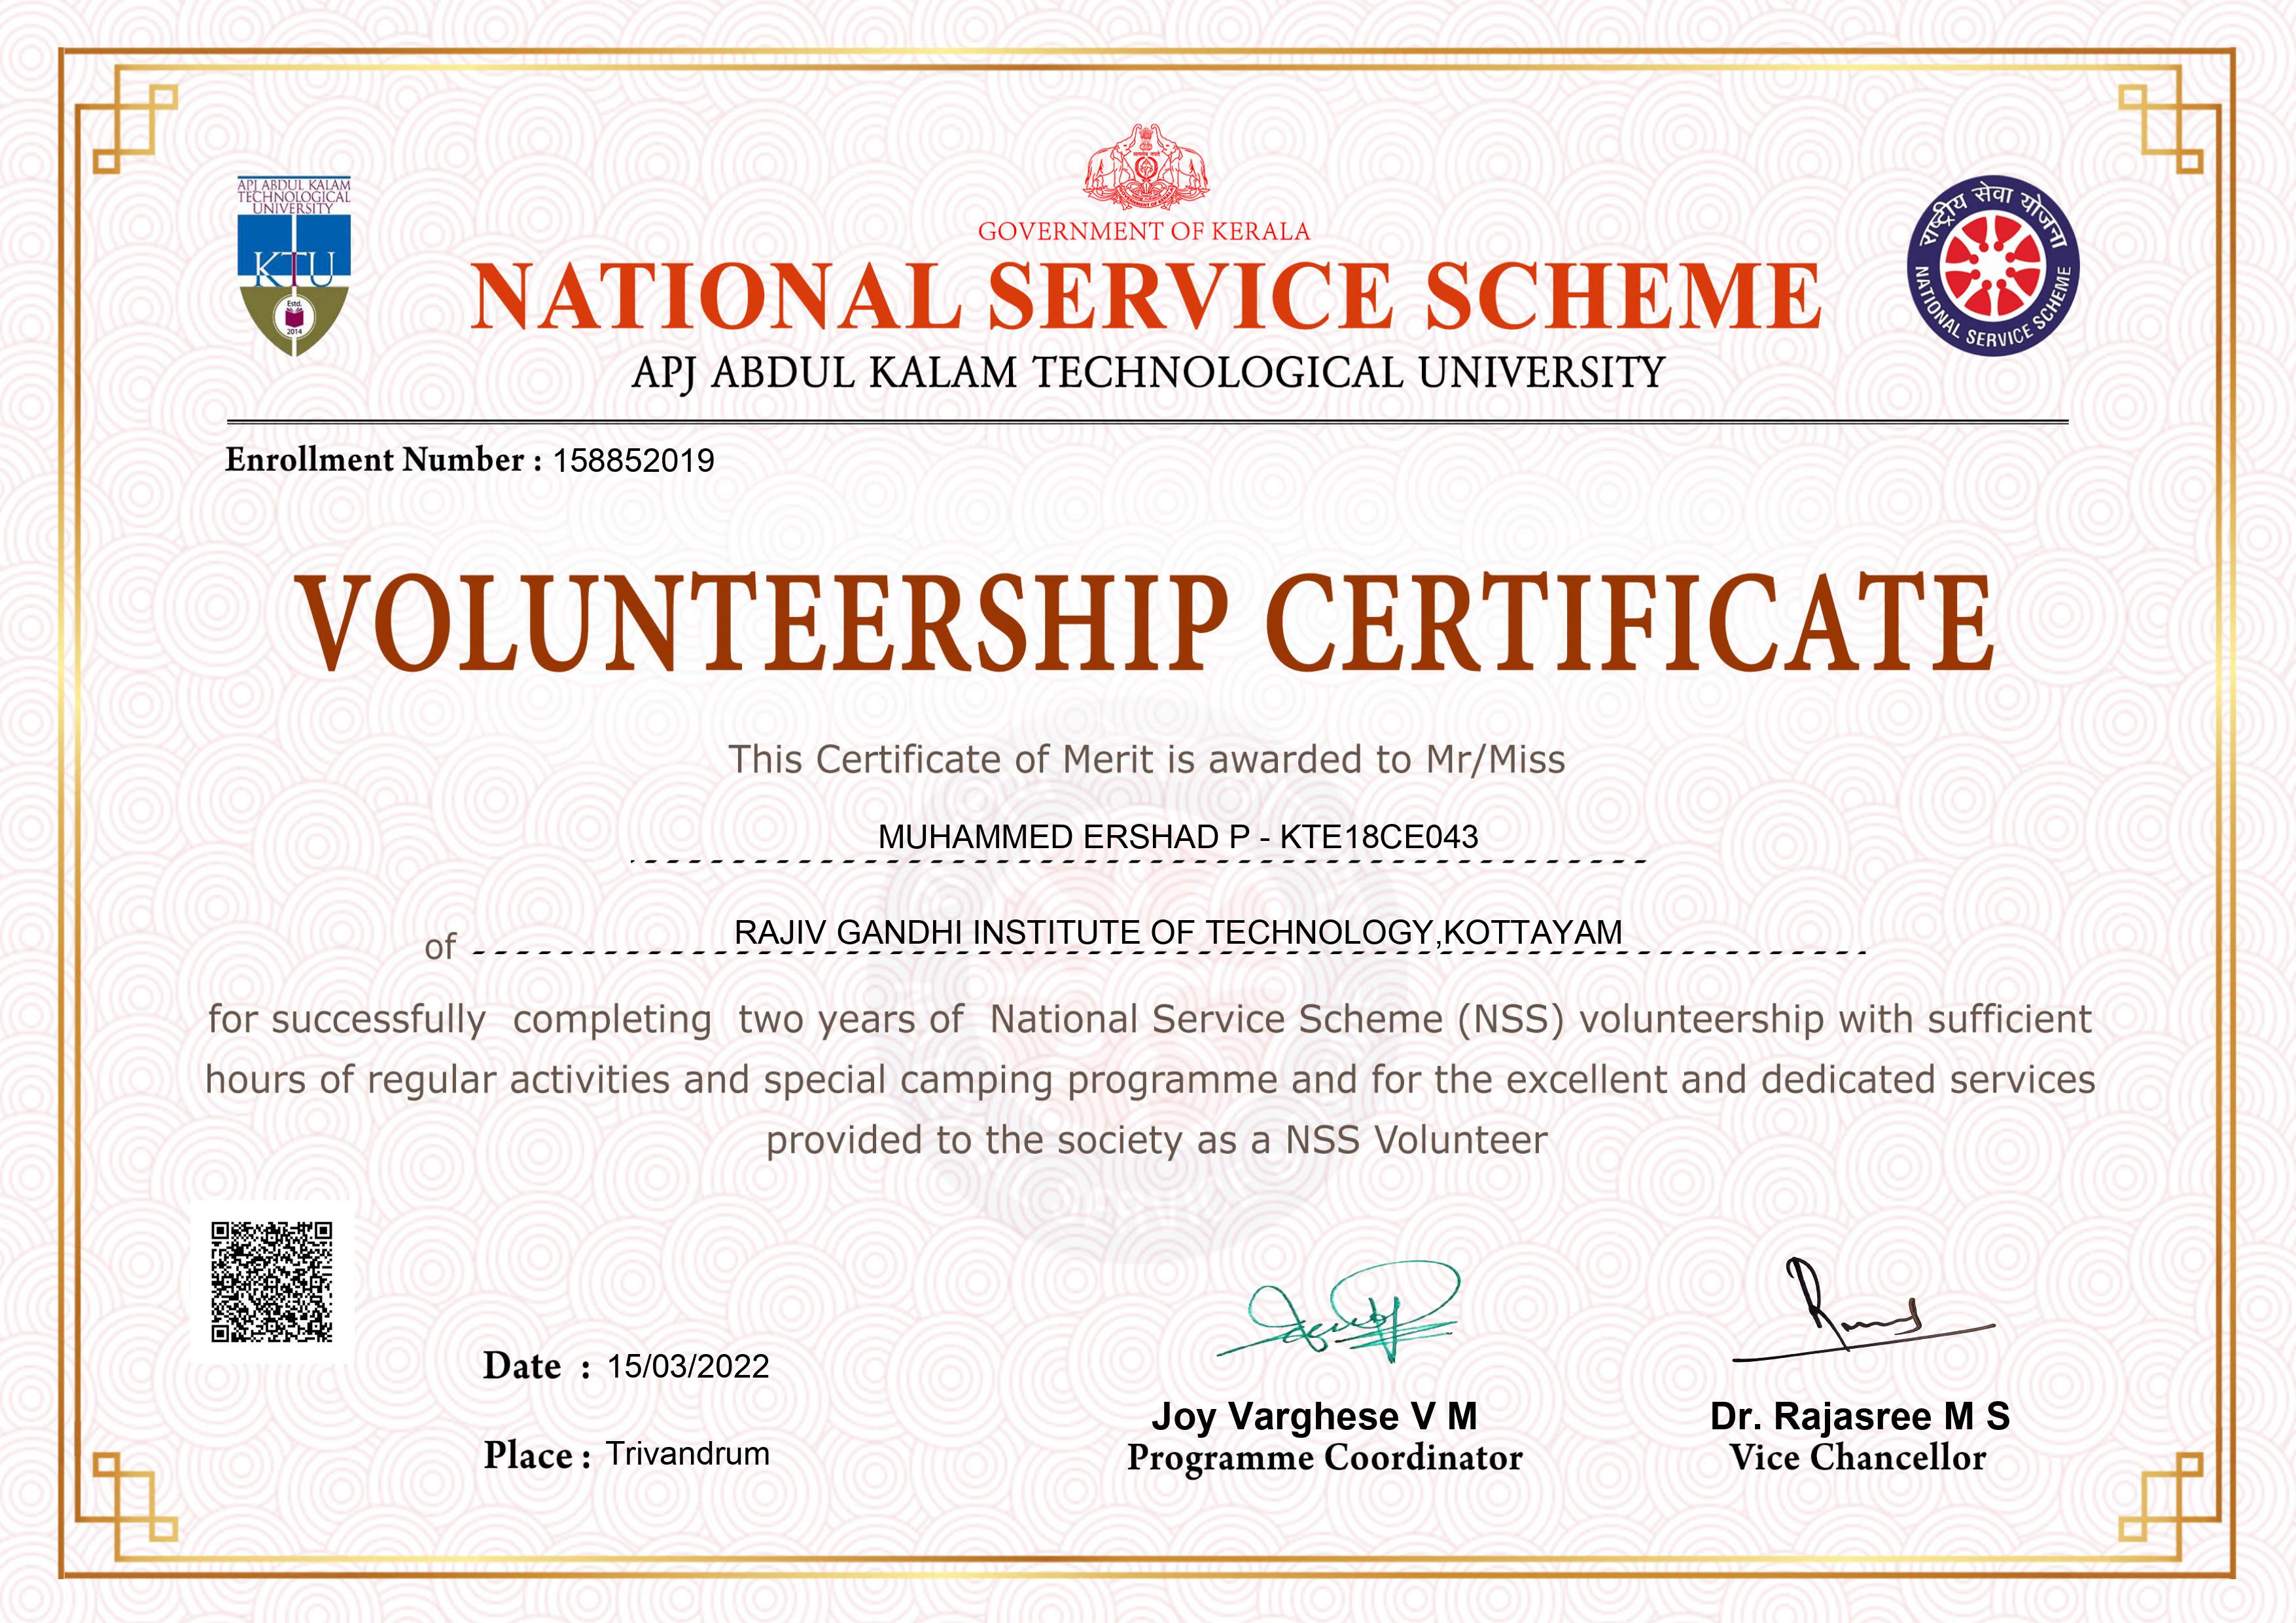 APJ ABDUL KALAM
TECHNOLOGICAL
UNIVERSITY
KTU
Estd.
2014
GOVERNMENT OF KERALA
NATIONAL SERVICE SCHEME
APJ ABDUL KALAM TECHNOLOGICAL UNIVERSITY
राष्ट्रीय सेवा योजना
NATIONAL SERVICE SCHEME
Enrollment Number : 158852019
VOLUNTEERSHIP CERTIFICATE
This Certificate of Merit is awarded to Mr/Miss
MUHAMMED ERSHAD P - KTE18CE043
of RAJIV GANDHI INSTITUTE OF TECHNOLOGY,KOTTAYAM
for successfully completing two years of National Service Scheme (NSS) volunteership with sufficient
hours of regular activities and special camping programme and for the excellent and dedicated services
provided to the society as a NSS Volunteer
Date : 15/03/2022
Place : Trivandrum
Joy Varghese V M
Programme Coordinator
Dr. Rajasree M S
Vice Chancellor